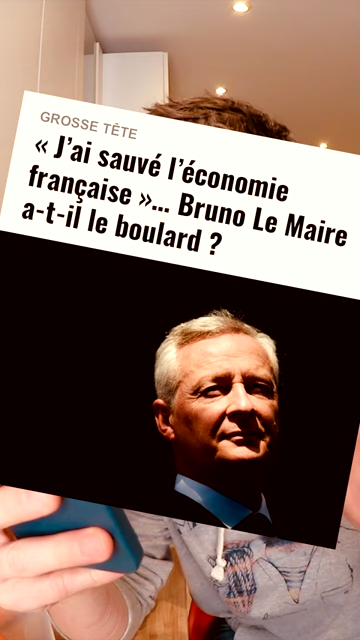 GROSSE TÊTE
« J’ai sauvé l’économie
française »... Bruno Le Maire
a-t-il le boulard ?